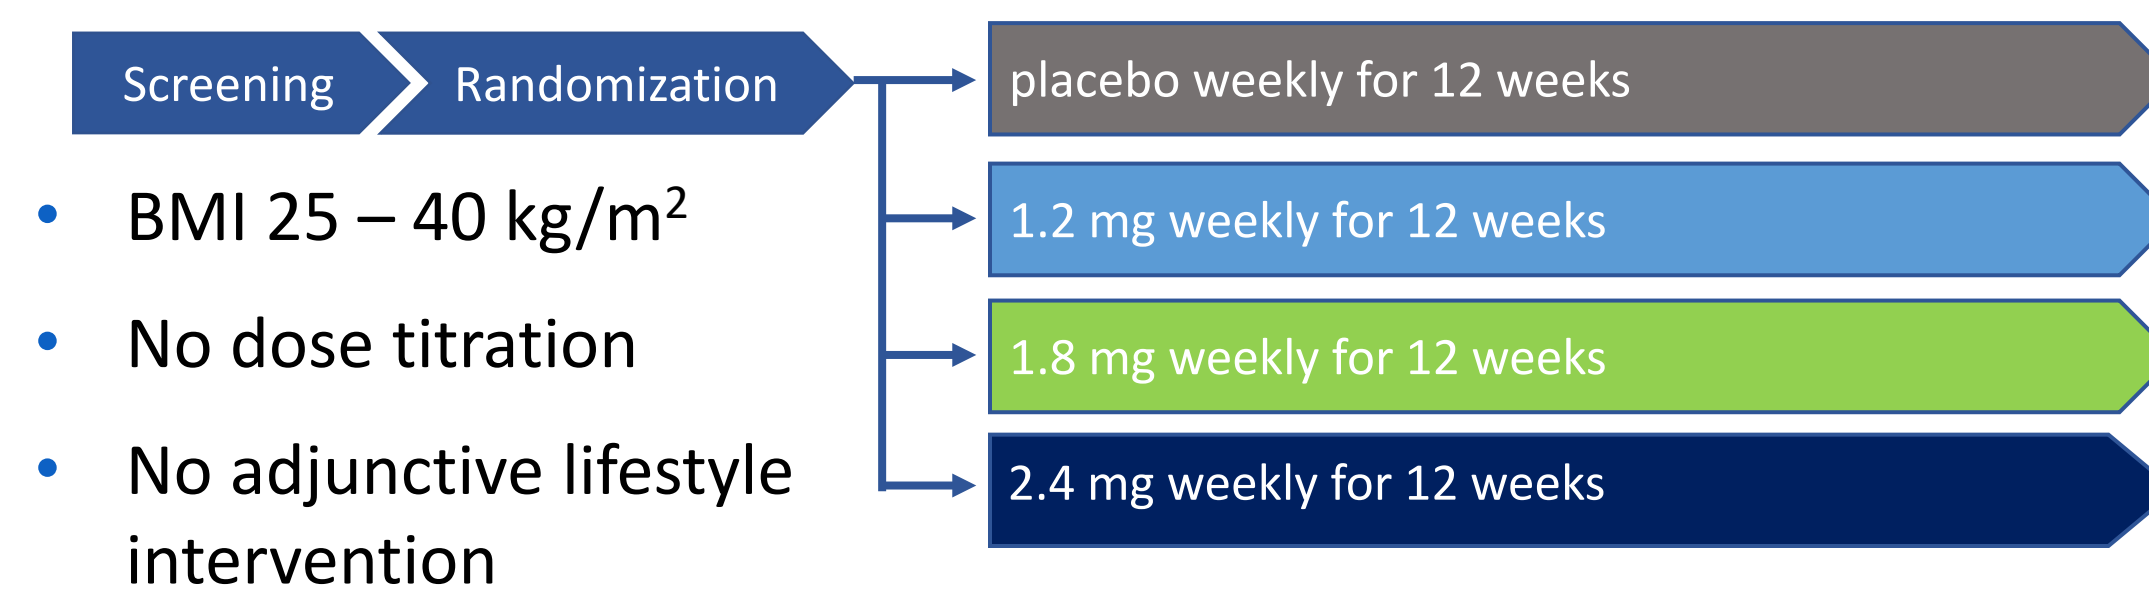 Screening
Randomization
placebo weekly for 12 weeks
1.2 mg weekly for 12 weeks
1.8 mg weekly for 12 weeks
2.4 mg weekly for 12 weeks
• BMI 25 – 40 kg/m²
• No dose titration
• No adjunctive lifestyle
intervention